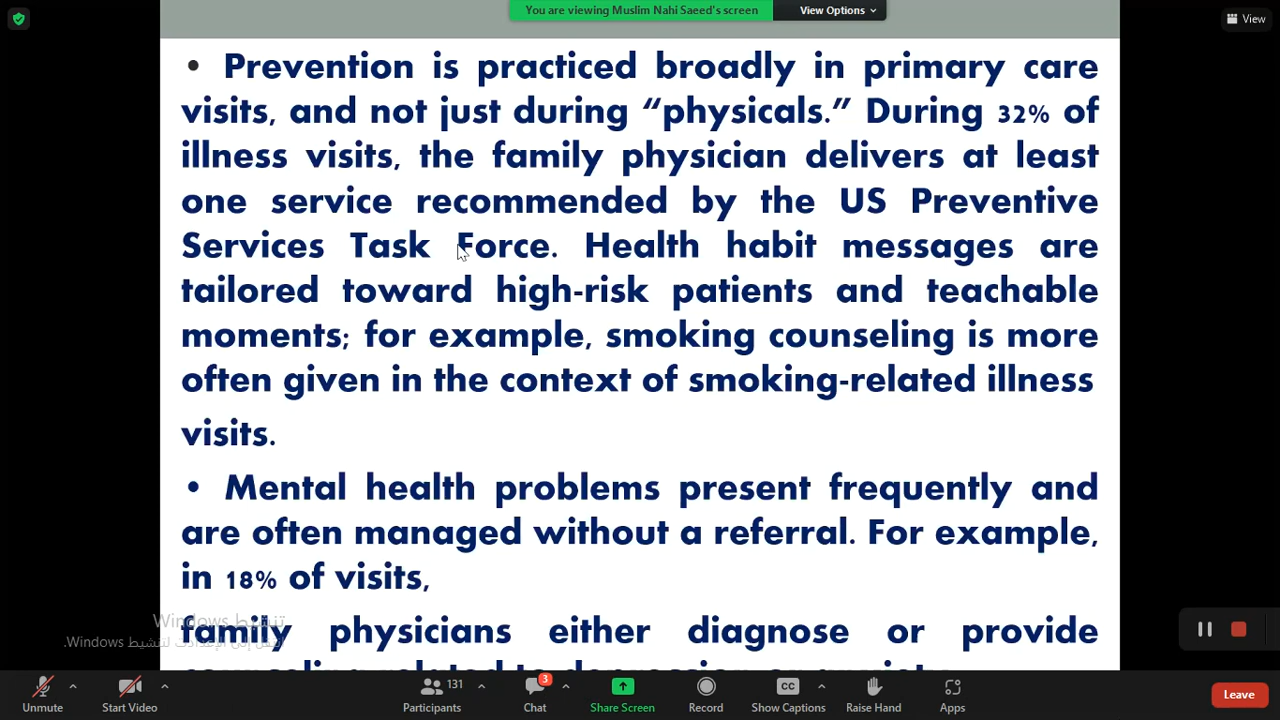 You are viewing Muslim Nahi Saeed's screen
View Options
View
• Prevention is practiced broadly in primary care
visits, and not just during “physicals.” During 32% of
illness visits, the family physician delivers at least
one service recommended by the US Preventive
Services Task Force. Health habit messages are
tailored toward high-risk patients and teachable
moments; for example, smoking counseling is more
often given in the context of smoking-related illness
visits.
• Mental health problems present frequently and
are often managed without a referral. For example,
in 18% of visits,
تنشيط Windows
family physicians either diagnose or provide
انتقل إلى الإعدادات لتنشيط Windows.
counseling related to depression or anxiety
Unmute
Start Video
Participants 131
Chat 3
Share Screen
Record
CC Show Captions
Raise Hand
Apps
Leave